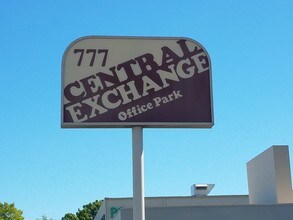 777
CENTRAL
EXCHANGE
Office Park